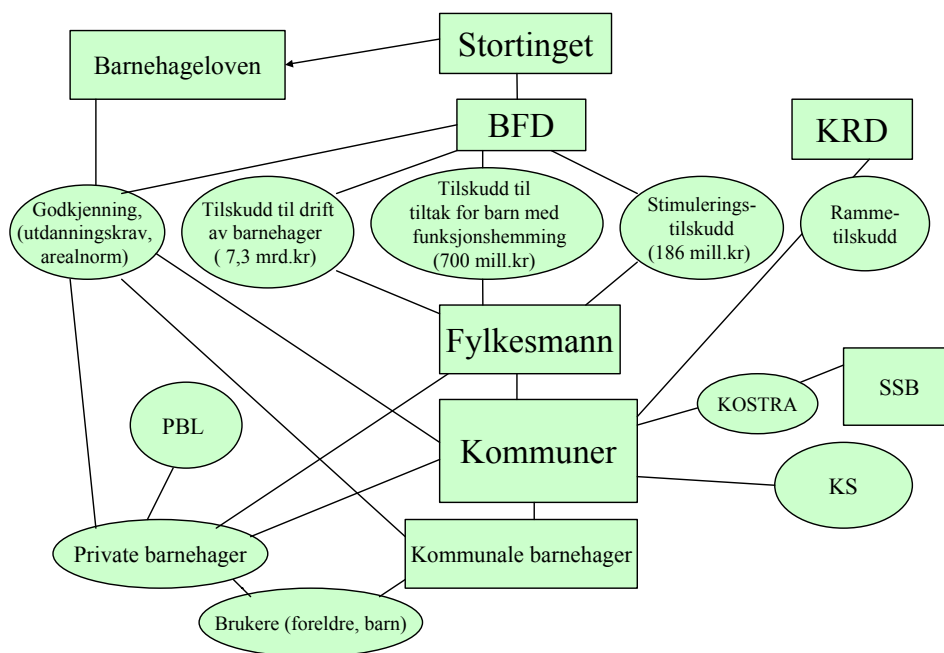 Stortinget
Barnehageloven
BFD
KRD
Godkjenning,
(utdanningskrav,
arealnorm)
Tilskudd til drift
av barnehager
( 7,3 mrd.kr)
Tilskudd til
tiltak for barn med
funksjonshemming
(700 mill.kr)
Stimulerings-
tilskudd
(186 mill.kr)
Ramme-
tilskudd
Fylkesmann
SSB
KOSTRA
PBL
Kommuner
KS
Private barnehager
Kommunale barnehager
Brukere (foreldre, barn)